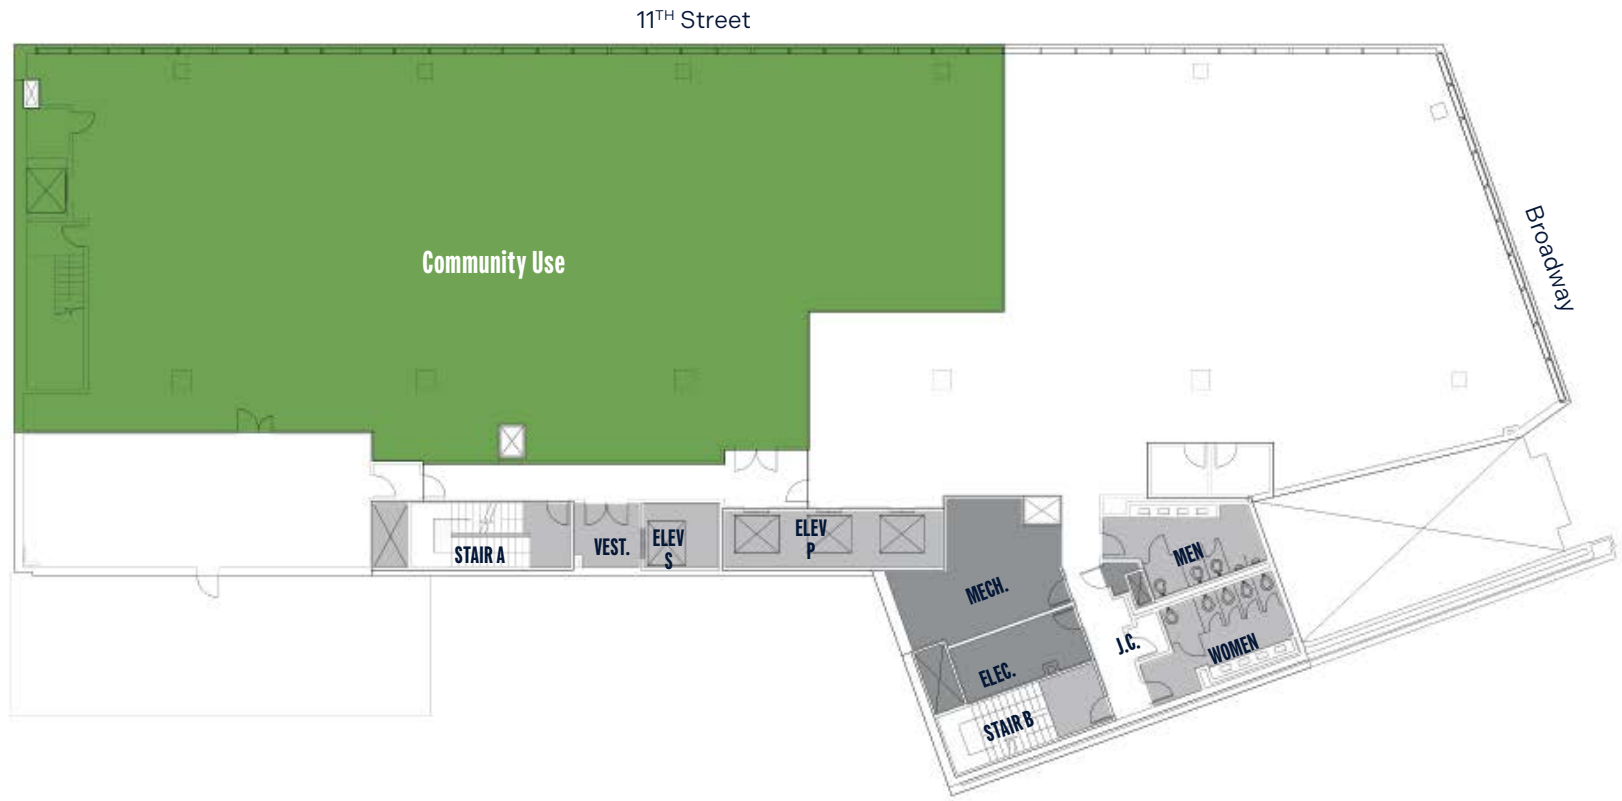 11TH Street
Broadway
Community Use
STAIR A
VEST.
ELEV
S
ELEV
P
MECH.
MEN
J.C.
WOMEN
ELEC.
STAIR B